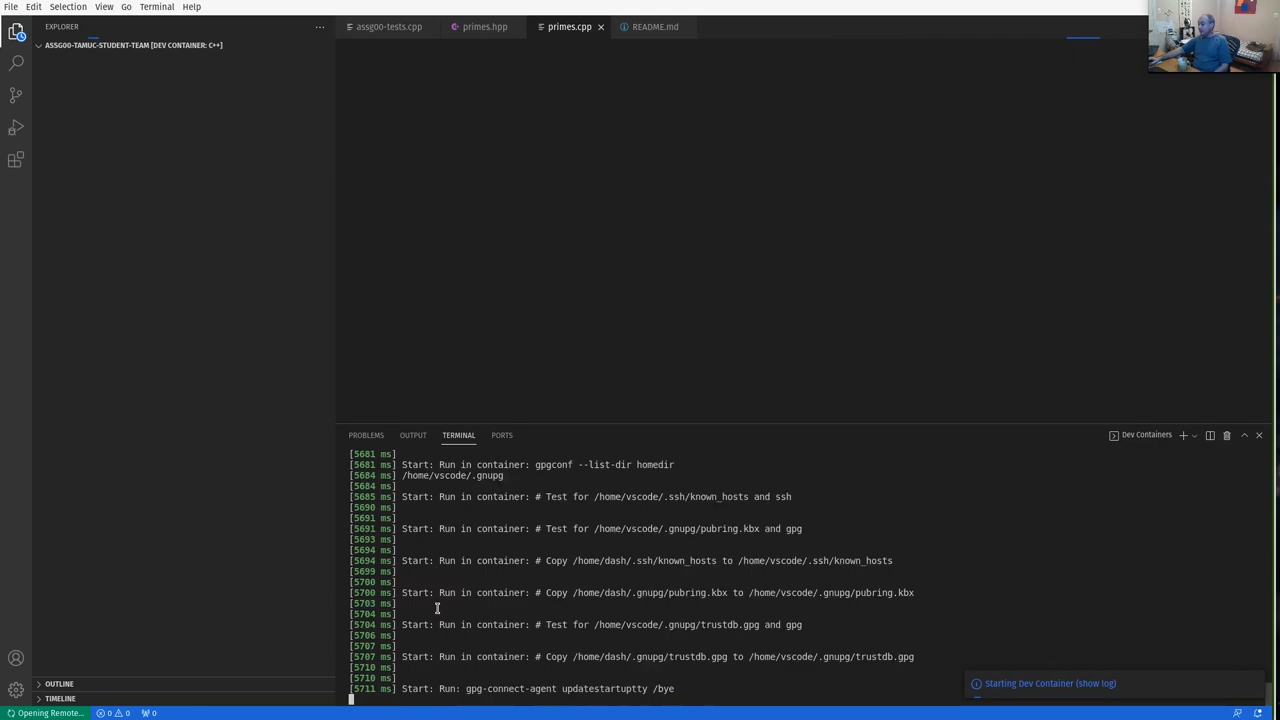 File Edit Selection View Go Terminal Help
EXPLORER
assg00-tests.cpp
primes.hpp
primes.cpp
README.md
ASSG00-TAMUC-STUDENT-TEAM [DEV CONTAINER: C++]
PROBLEMS OUTPUT TERMINAL PORTS
Dev Containers
[5681 ms]
[5681 ms] Start: Run in container: gpgconf --list-dir homedir
[5684 ms] /home/vscode/.gnupg
[5684 ms]
[5685 ms] Start: Run in container: # Test for /home/vscode/.ssh/known_hosts and ssh
[5690 ms]
[5691 ms]
[5691 ms] Start: Run in container: # Test for /home/vscode/.gnupg/pubring.kbx and gpg
[5693 ms]
[5694 ms]
[5694 ms] Start: Run in container: # Copy /home/dash/.ssh/known_hosts to /home/vscode/.ssh/known_hosts
[5699 ms]
[5700 ms]
[5700 ms] Start: Run in container: # Copy /home/dash/.gnupg/pubring.kbx to /home/vscode/.gnupg/pubring.kbx
[5703 ms]
[5704 ms]
[5704 ms] Start: Run in container: # Test for /home/vscode/.gnupg/trustdb.gpg and gpg
[5706 ms]
[5707 ms]
[5707 ms] Start: Run in container: # Copy /home/dash/.gnupg/trustdb.gpg to /home/vscode/.gnupg/trustdb.gpg
[5710 ms]
[5710 ms]
[5711 ms] Start: Run: gpg-connect-agent updatestartuptty /bye
OUTLINE
TIMELINE
Starting Dev Container (show log)
Opening Remote... 0 0 0